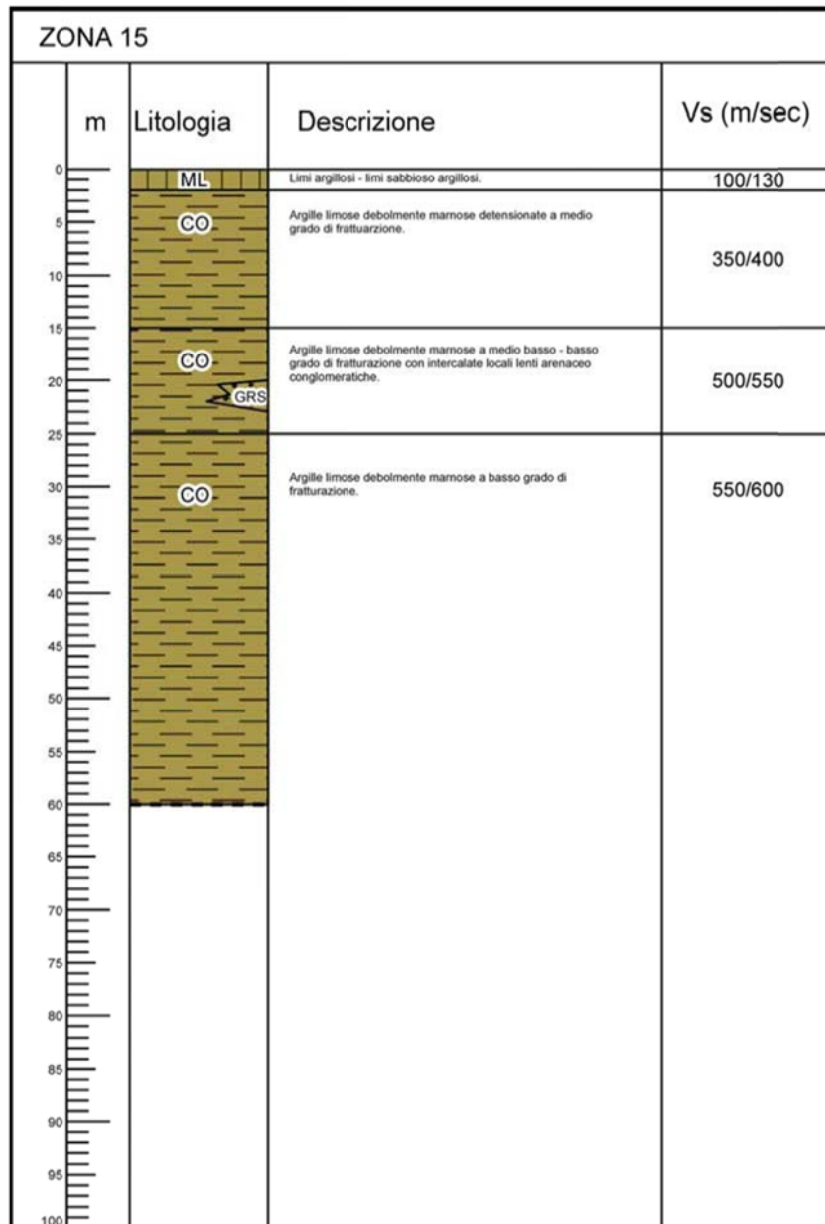 ZONA 15
m
Litologia
Descrizione
Vs (m/sec)
0
ML
Limi argillosi - limi sabbioso argillosi.
100/130
5
CO
Argille limose debolmente marnose detensionate a medio
grado di frattuarzione.
350/400
10
15
CO
Argille limose debolmente marnose a medio basso - basso
grado di fratturazione con intercalate locali lenti arenaceo
conglomeratiche.
500/550
20
GRS
25
CO
Argille limose debolmente marnose a basso grado di
fratturazione.
550/600
30
35
40
45
50
55
60
65
70
75
80
85
90
95
100